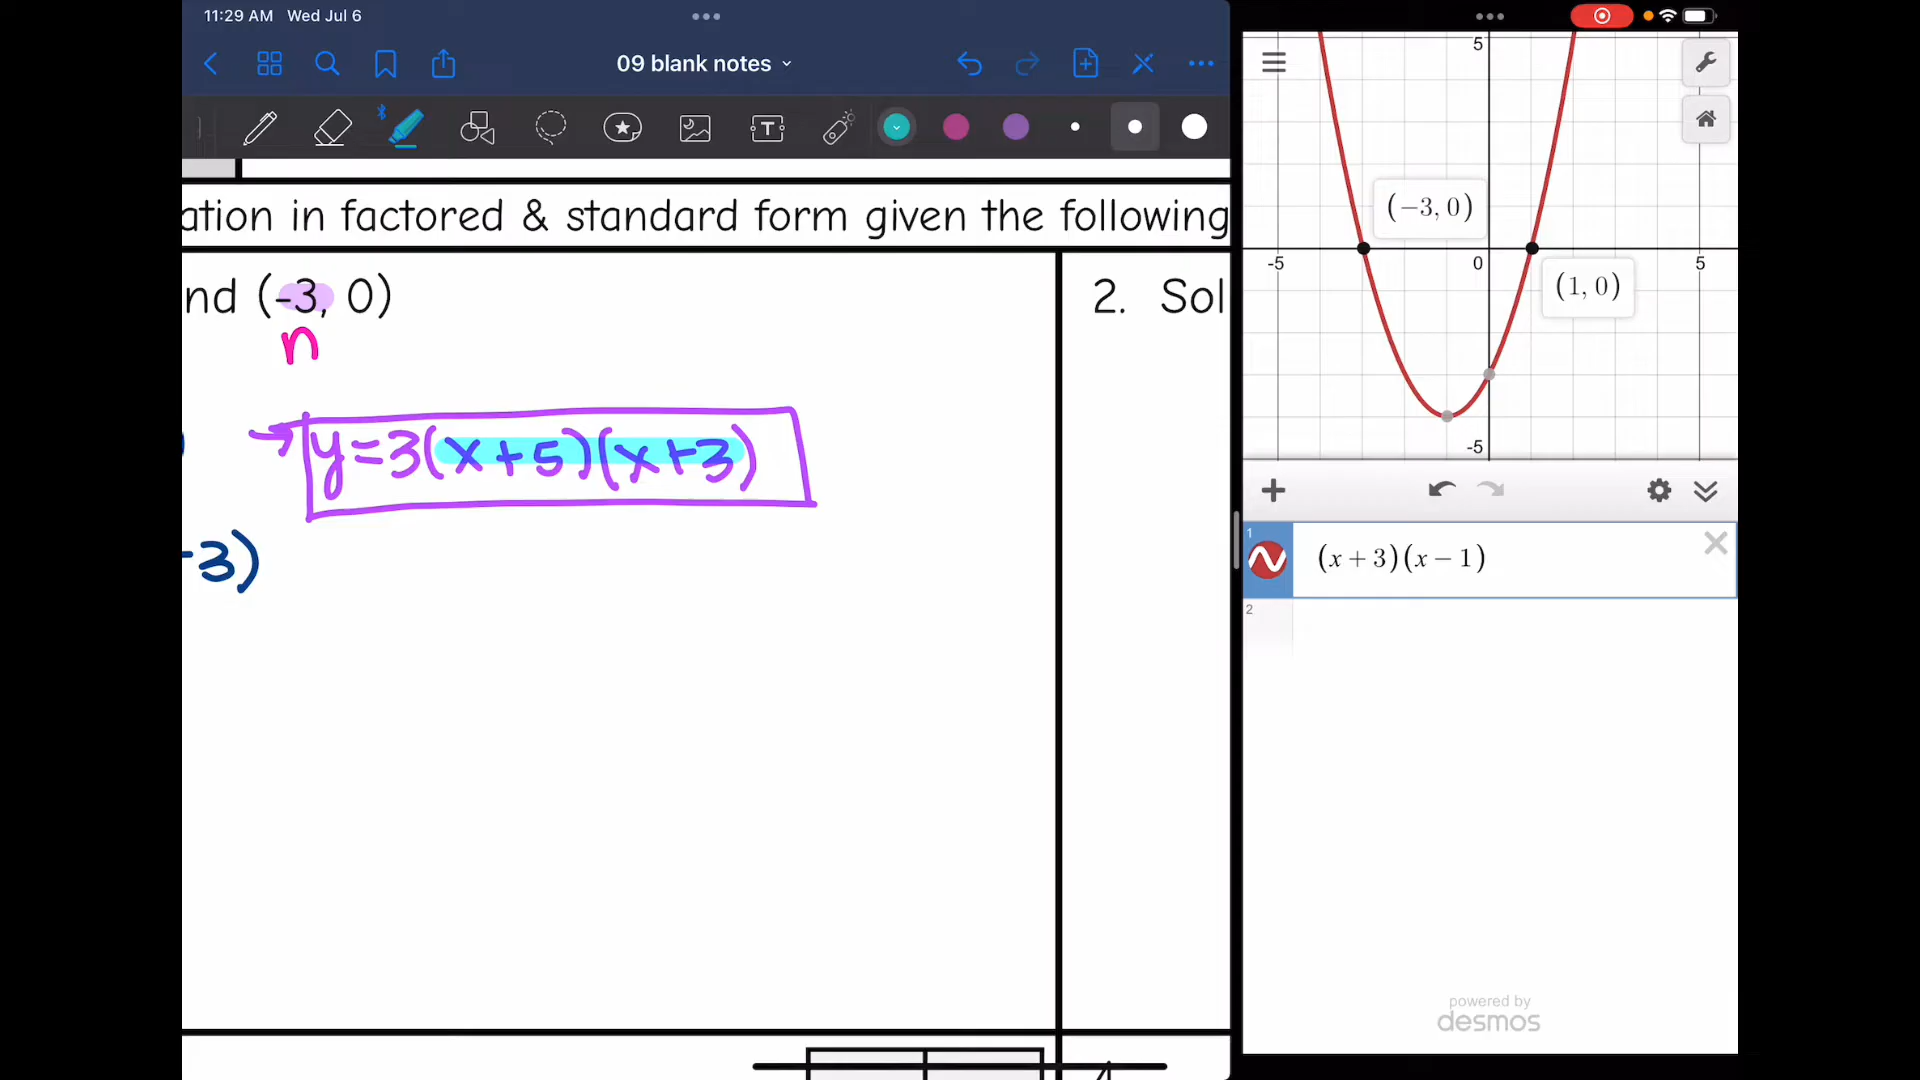 11:29 AM Wed Jul 6
09 blank notes
ation in factored & standard form given the following
nd (-3, 0)
n
y=3(x+5)(x+3)
-3)
2. Sol
5
(−3, 0)
-5
0
5
(1, 0)
-5
1
(x + 3)(x − 1)
2
powered by
desmos